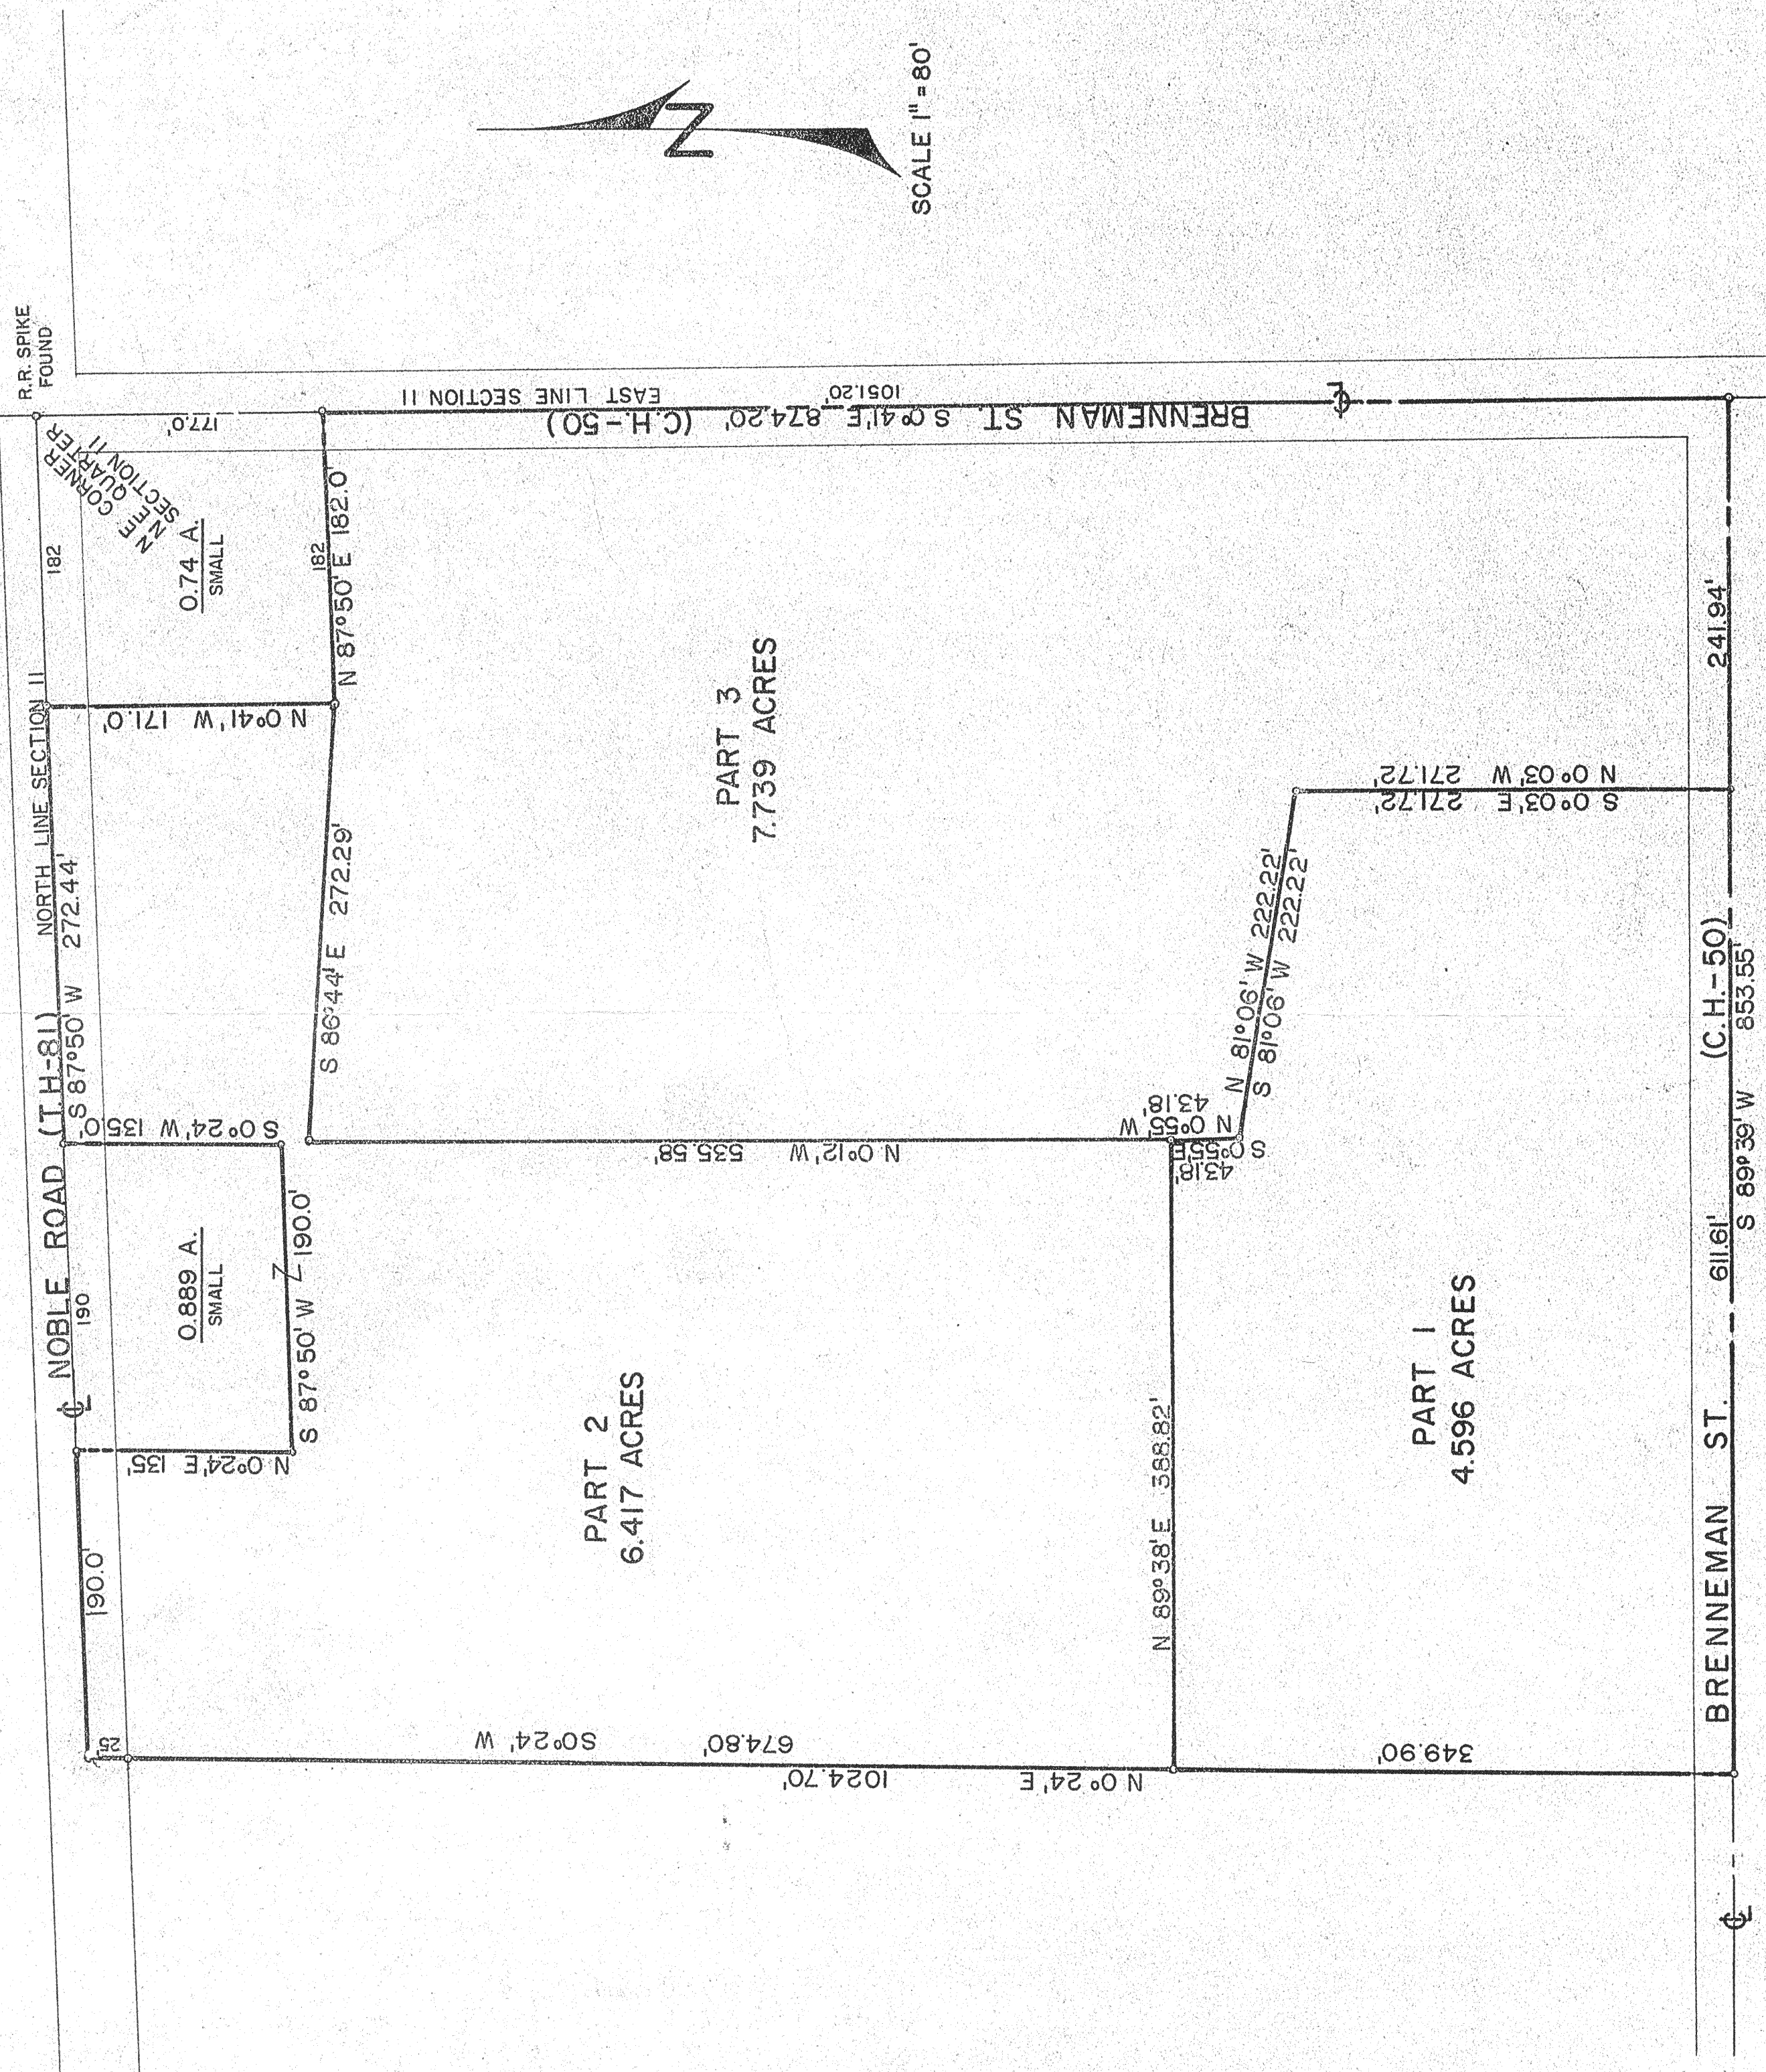 R.R. SPIKE
FOUND
N
SCALE 1" = 80'
NOBLE ROAD (T.H.-81)
NORTH LINE SECTION 11
S 87°50' W 272.44'
182
190
190.0'
25'
177.0'
N.E. CORNER
N.E. QUARTER
SECTION 11
0.74 A.
SMALL
182
N 87°50' E 182.0'
N 0°41' W 171.0'
S 86°44' E 272.29'
S 0°24' W 135.0'
0.889 A.
SMALL
S 87°50' W 190.0'
N 0°24' E 135'
EAST LINE SECTION 11
1051.20'
S 0°41' E 874.20'
BRENNEMAN ST. (C.H.-50)
PART 3
7.739 ACRES
N 0°12' W 535.58'
N 0°55' W
43.18'
S 0°55' E
43.18'
N 81°06' W 222.22'
S 81°06' W 222.22'
N 0°03' W 271.72'
S 0°03' E 271.72'
PART 2
6.417 ACRES
S 0°24' W 674.80'
N 0°24' E 1024.70'
N 89°38' E 388.82'
PART 1
4.596 ACRES
349.90'
BRENNEMAN ST. (C.H.-50)
611.61'
241.94'
S 89°39' W 853.55'